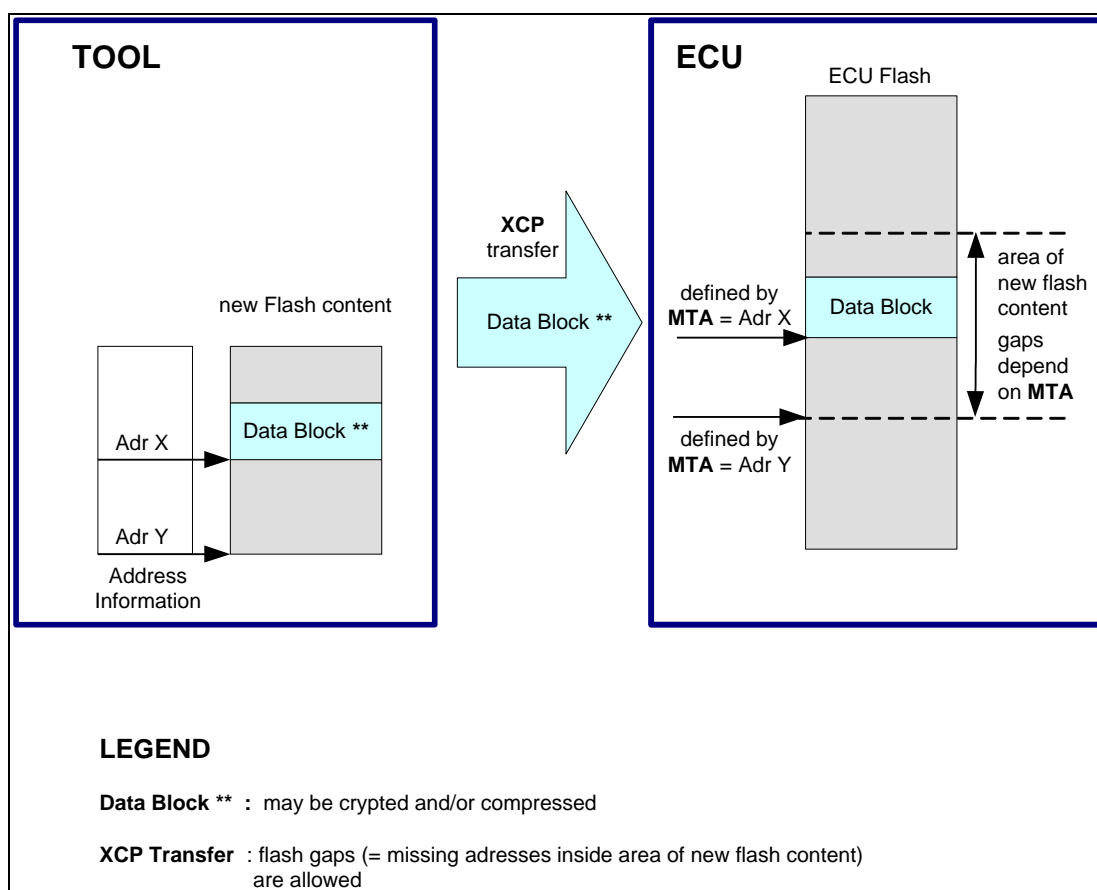 TOOL
new Flash content
Adr X
Data Block **
Adr Y
Address
Information
XCP
transfer
Data Block **
ECU
ECU Flash
defined by
MTA = Adr X
Data Block
defined by
MTA = Adr Y
area of
new flash
content
gaps
depend
on MTA
LEGEND
Data Block ** : may be crypted and/or compressed
XCP Transfer : flash gaps (= missing adresses inside area of new flash content)
are allowed